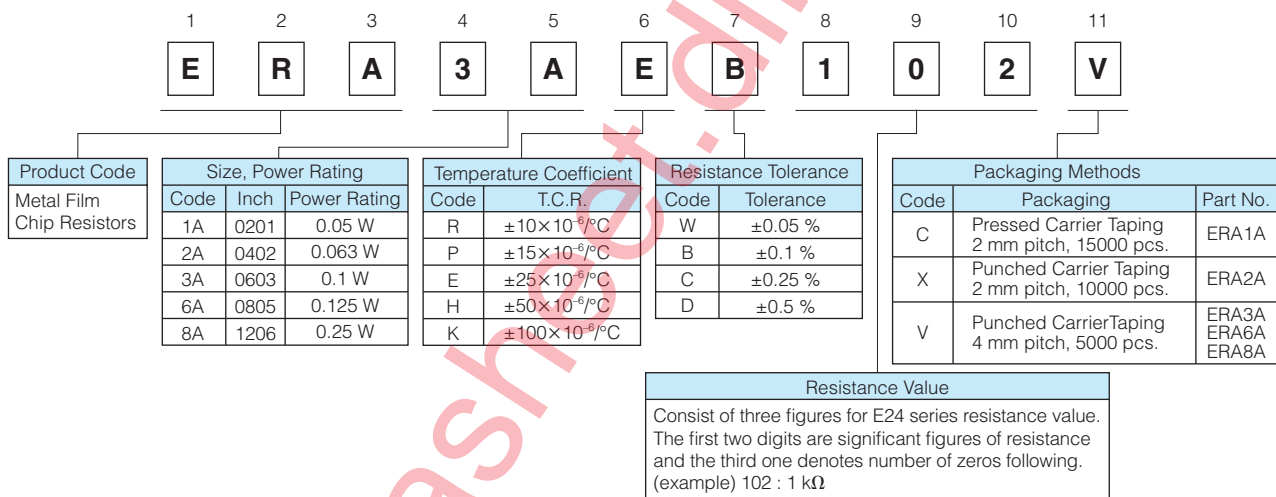 1 2 3 4 5 6 7 8 9 10 11
E R A 3 A E B 1 0 2 V
Product Code
Metal Film
Chip Resistors
Size, Power Rating
Code Inch Power Rating
1A 0201 0.05 W
2A 0402 0.063 W
3A 0603 0.1 W
6A 0805 0.125 W
8A 1206 0.25 W
Temperature Coefficient
Code T.C.R.
R ±10×10⁻⁶/°C
P ±15×10⁻⁶/°C
E ±25×10⁻⁶/°C
H ±50×10⁻⁶/°C
K ±100×10⁻⁶/°C
Resistance Tolerance
Code Tolerance
W ±0.05 %
B ±0.1 %
C ±0.25 %
D ±0.5 %
Packaging Methods
Code Packaging Part No.
C Pressed Carrier Taping ERA1A
2 mm pitch, 15000 pcs.
X Punched Carrier Taping ERA2A
2 mm pitch, 10000 pcs.
V Punched CarrierTaping
4 mm pitch, 5000 pcs.
ERA3A
ERA6A
ERA8A
Resistance Value
Consist of three figures for E24 series resistance value.
The first two digits are significant figures of resistance
and the third one denotes number of zeros following.
(example) 102 : 1 kΩ
asheet.di